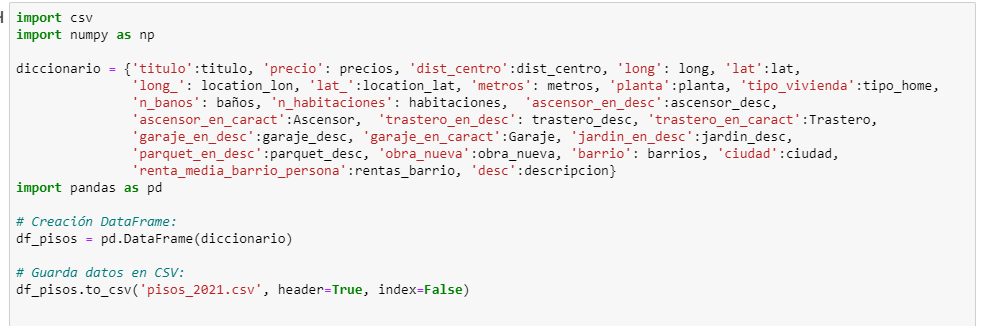 import csv
import numpy as np
diccionario = {'titulo':titulo, 'precio': precios, 'dist_centro':dist_centro, 'long': long, 'lat':lat,
'long_': location_lon, 'lat_':location_lat, 'metros': metros, 'planta':planta, 'tipo_vivienda':tipo_home,
'n_banos': baños, 'n_habitaciones': habitaciones,  'ascensor_en_desc':ascensor_desc,
'ascensor_en_caract':Ascensor,  'trastero_en_desc': trastero_desc, 'trastero_en_caract':Trastero,
'garaje_en_desc':garaje_desc, 'garaje_en_caract':Garaje, 'jardin_en_desc':jardin_desc,
'parquet_en_desc':parquet_desc, 'obra_nueva':obra_nueva, 'barrio': barrios, 'ciudad':ciudad,
'renta_media_barrio_persona':rentas_barrio, 'desc':descripcion}
import pandas as pd
# Creación DataFrame:
df_pisos = pd.DataFrame(diccionario)
# Guarda datos en CSV:
df_pisos.to_csv('pisos_2021.csv', header=True, index=False)